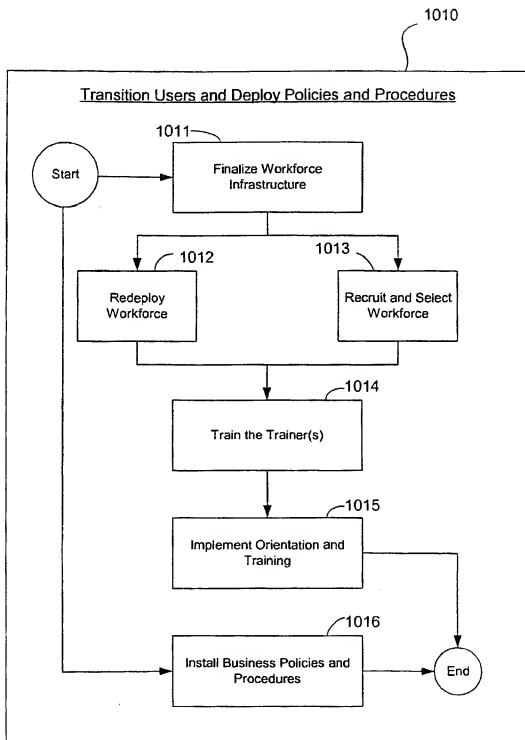 1010
Transition Users and Deploy Policies and Procedures
1011
Start
Finalize Workforce
Infrastructure
1012
1013
Redeploy
Workforce
Recruit and Select
Workforce
1014
Train the Trainer(s)
1015
Implement Orientation and
Training
1016
Install Business Policies and
Procedures
End